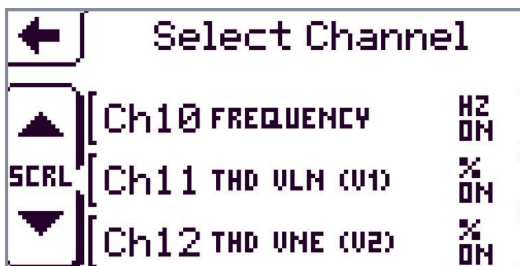 Select Channel
Ch10 FREQUENCY HZ ON
SCRL Ch11 THD VLN (V1) % ON
Ch12 THD VNE (V2) % ON